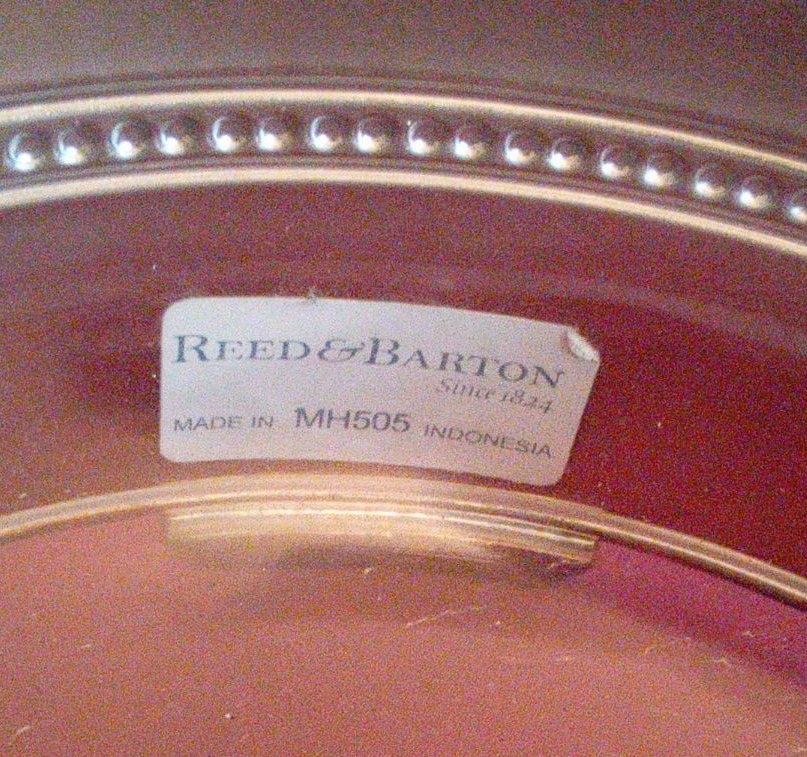 REED & BARTON
Since 1824
MADE IN MH505 INDONESIA